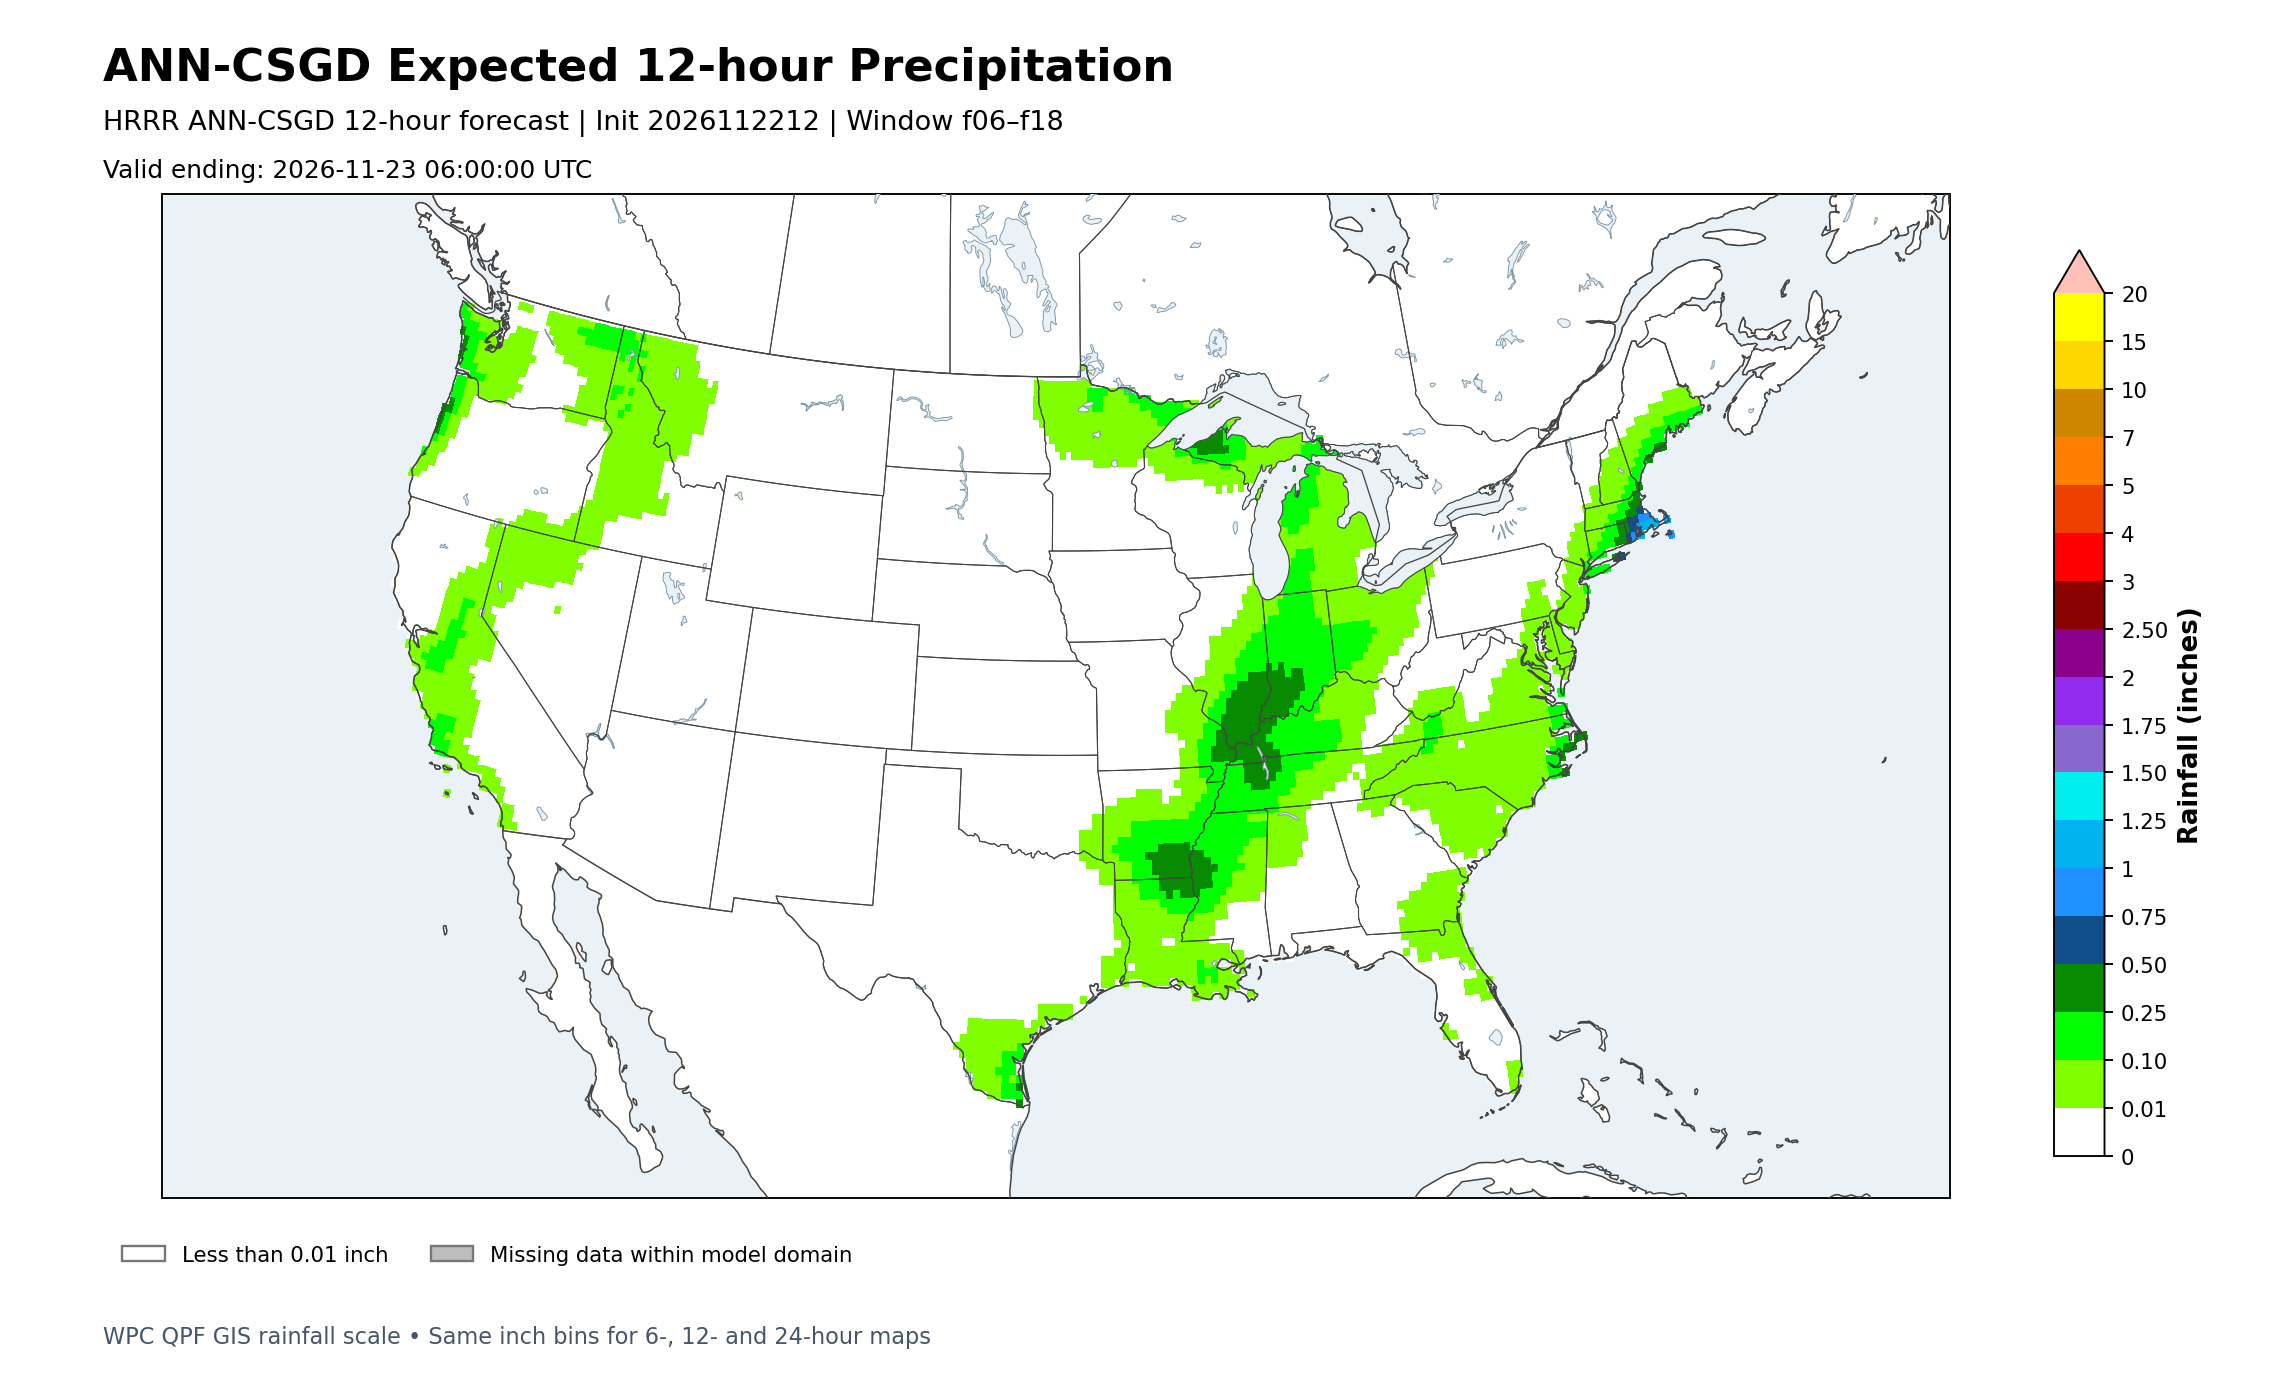 ANN-CSGD Expected 12-hour Precipitation
HRRR ANN-CSGD 12-hour forecast | Init 2026112212 | Window f06–f18
Valid ending: 2026-11-23 06:00:00 UTC
20
15
10
7
5
4
3
2.50
2
1.75
1.50
1.25
1
0.75
0.50
0.25
0.10
0.01
0
Rainfall (inches)
Less than 0.01 inch
Missing data within model domain
WPC QPF GIS rainfall scale • Same inch bins for 6-, 12- and 24-hour maps